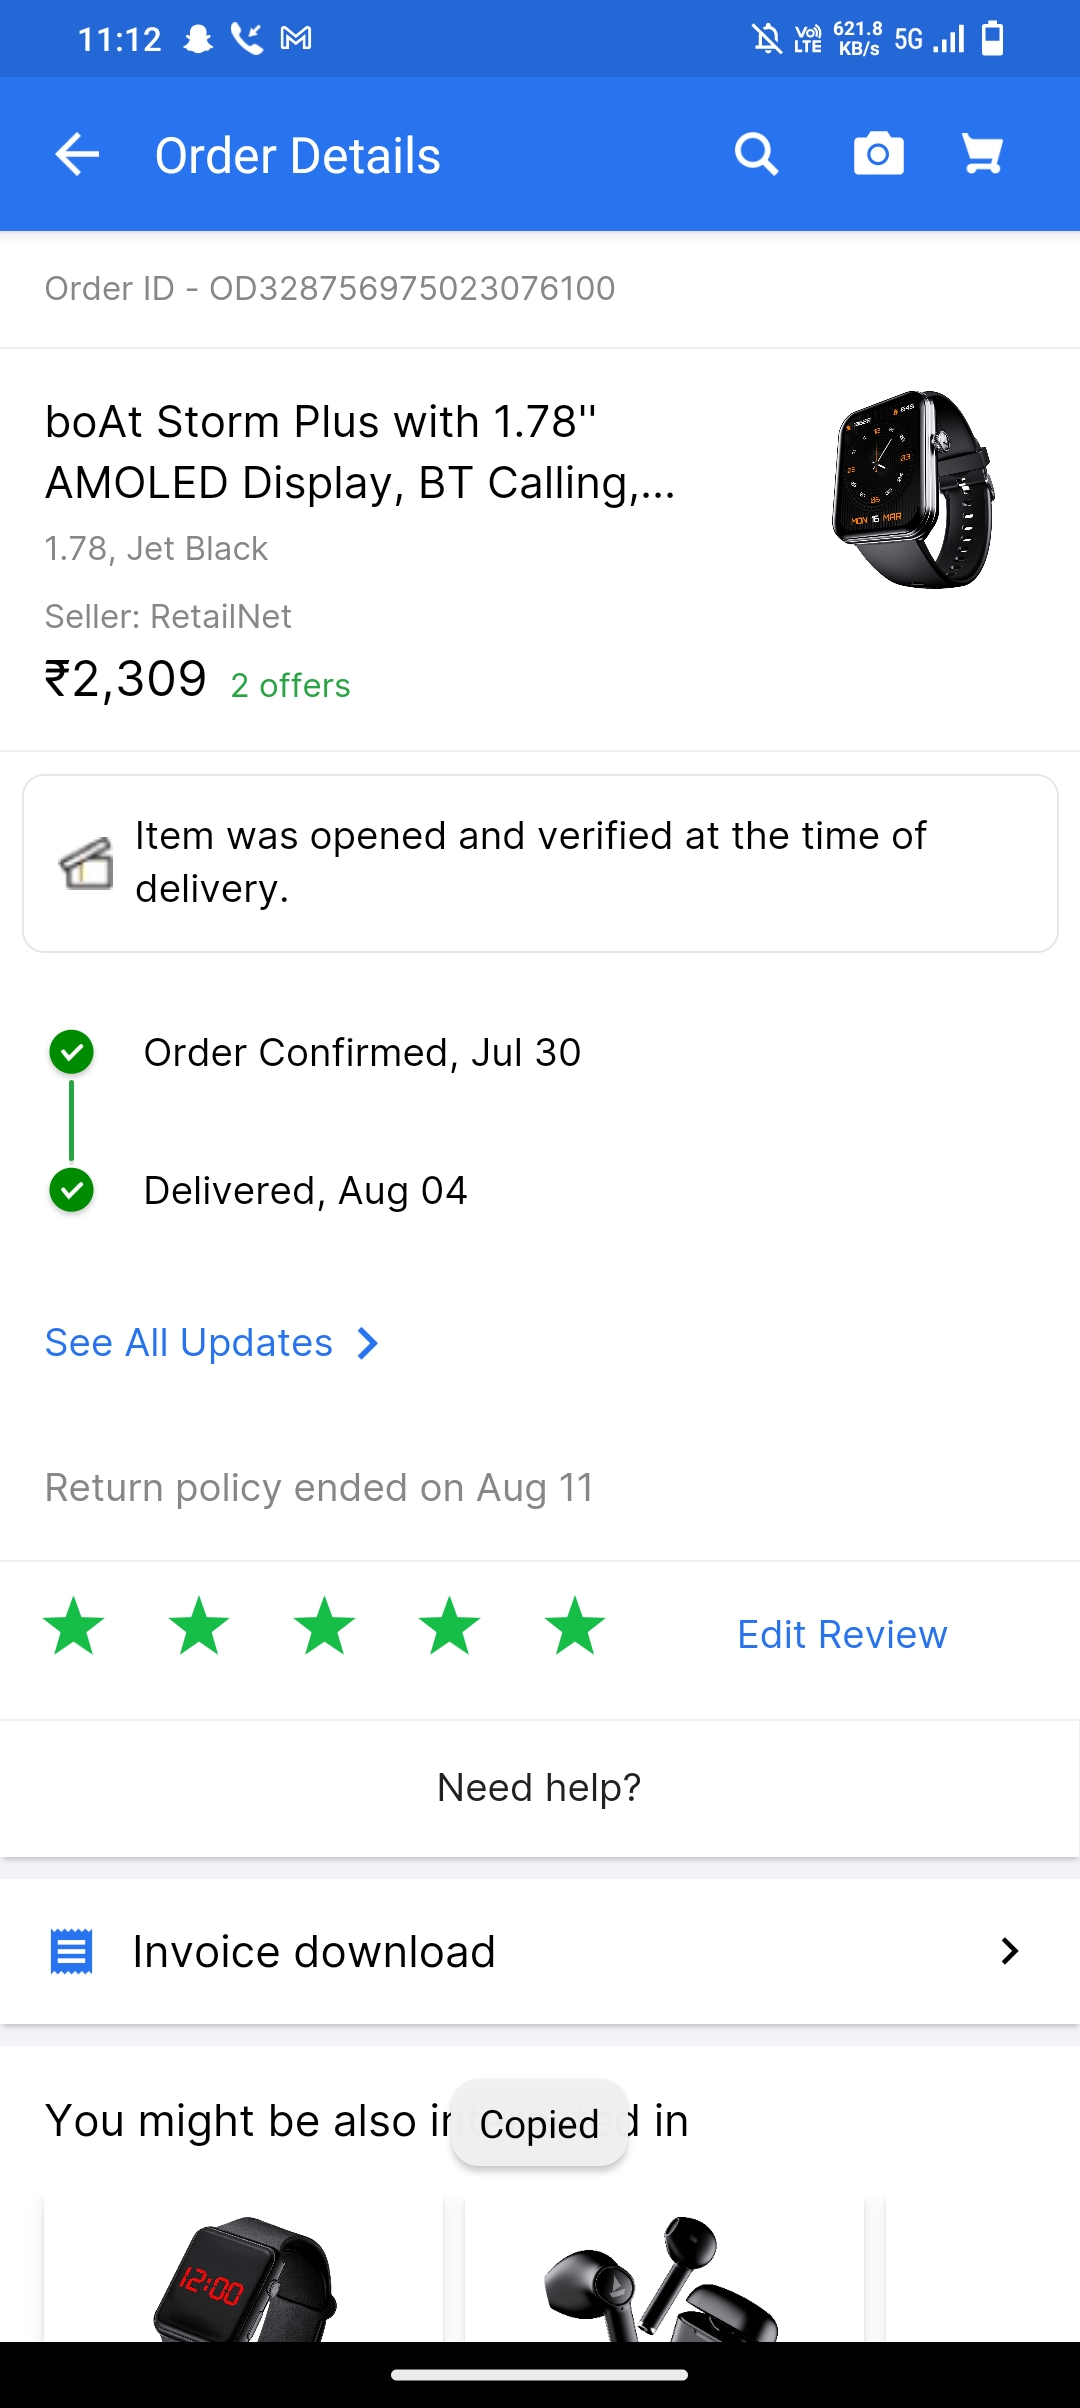 11:12
Vo)) LTE 621.8 KB/s 5G
Order Details
Order ID - OD328756975023076100
boAt Storm Plus with 1.78"
AMOLED Display, BT Calling,...
1.78, Jet Black
Seller: RetailNet
₹2,309 2 offers
Item was opened and verified at the time of
delivery.
Order Confirmed, Jul 30
Delivered, Aug 04
See All Updates
Return policy ended on Aug 11
Edit Review
Need help?
Invoice download
You might be also in
Copied
d in
12:00